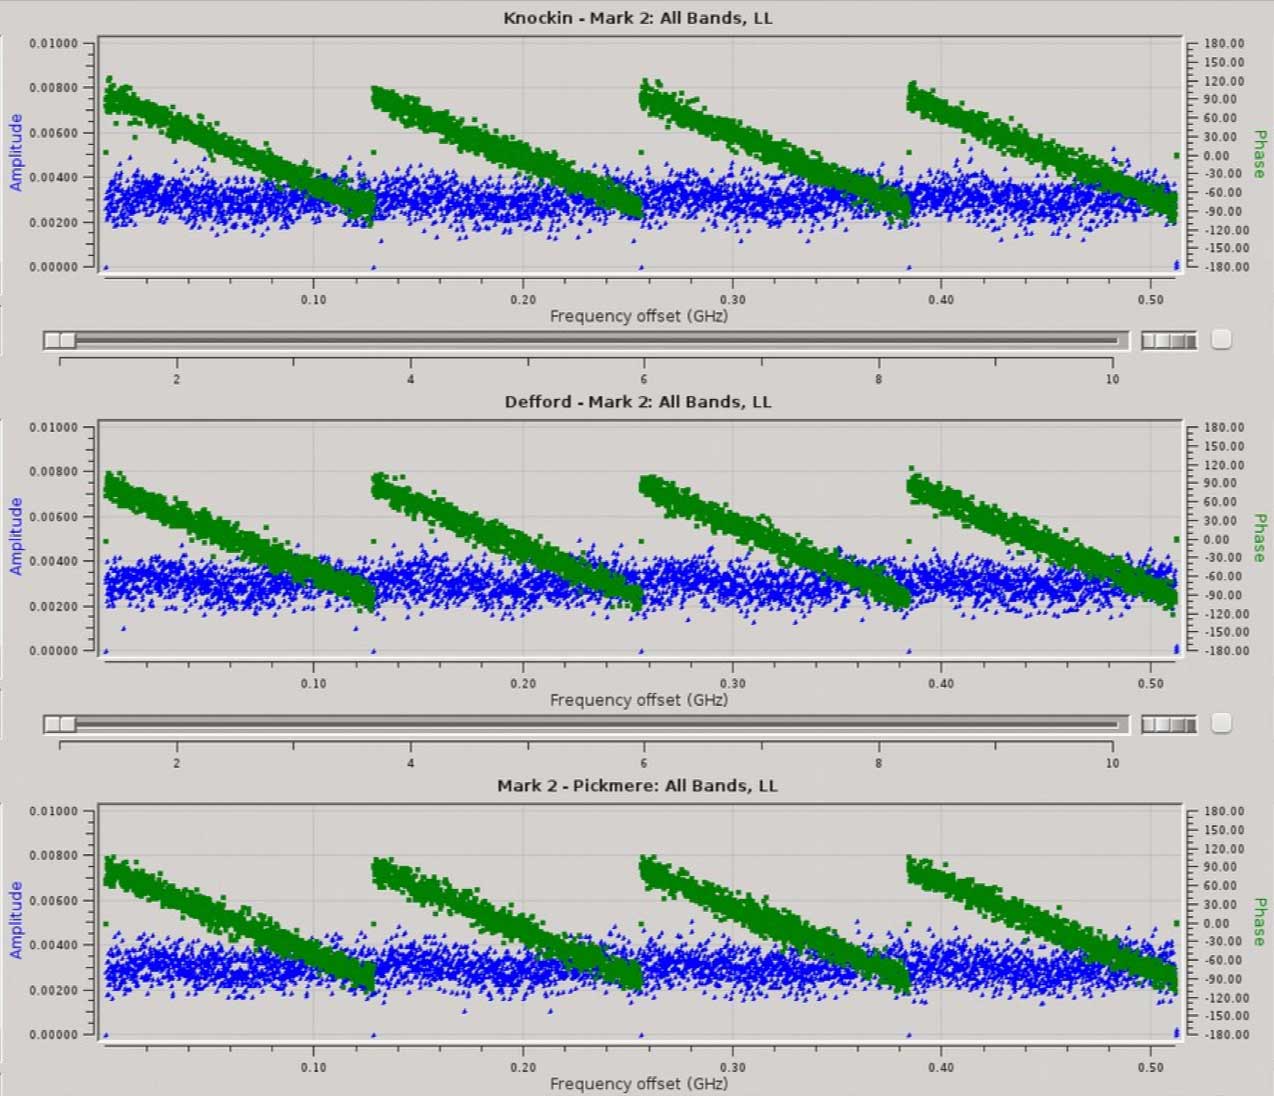 Knockin - Mark 2: All Bands, LL
0.01000 180.00
150.00
0.00800 120.00
90.00
0.00600 60.00
30.00
0.00400 0.00
-30.00
-60.00
0.00200 -90.00
-120.00
-150.00
0.00000 -180.00
Amplitude Phase
0.10 0.20 0.30 0.40 0.50
Frequency offset (GHz)
2 4 6 8 10
Defford - Mark 2: All Bands, LL
0.01000 180.00
150.00
0.00800 120.00
90.00
0.00600 60.00
30.00
0.00400 0.00
-30.00
-60.00
0.00200 -90.00
-120.00
-150.00
0.00000 -180.00
Amplitude Phase
0.10 0.20 0.30 0.40 0.50
Frequency offset (GHz)
2 4 6 8 10
Mark 2 - Pickmere: All Bands, LL
0.01000 180.00
150.00
0.00800 120.00
90.00
0.00600 60.00
30.00
0.00400 0.00
-30.00
-60.00
0.00200 -90.00
-120.00
-150.00
0.00000 -180.00
Amplitude Phase
0.10 0.20 0.30 0.40 0.50
Frequency offset (GHz)